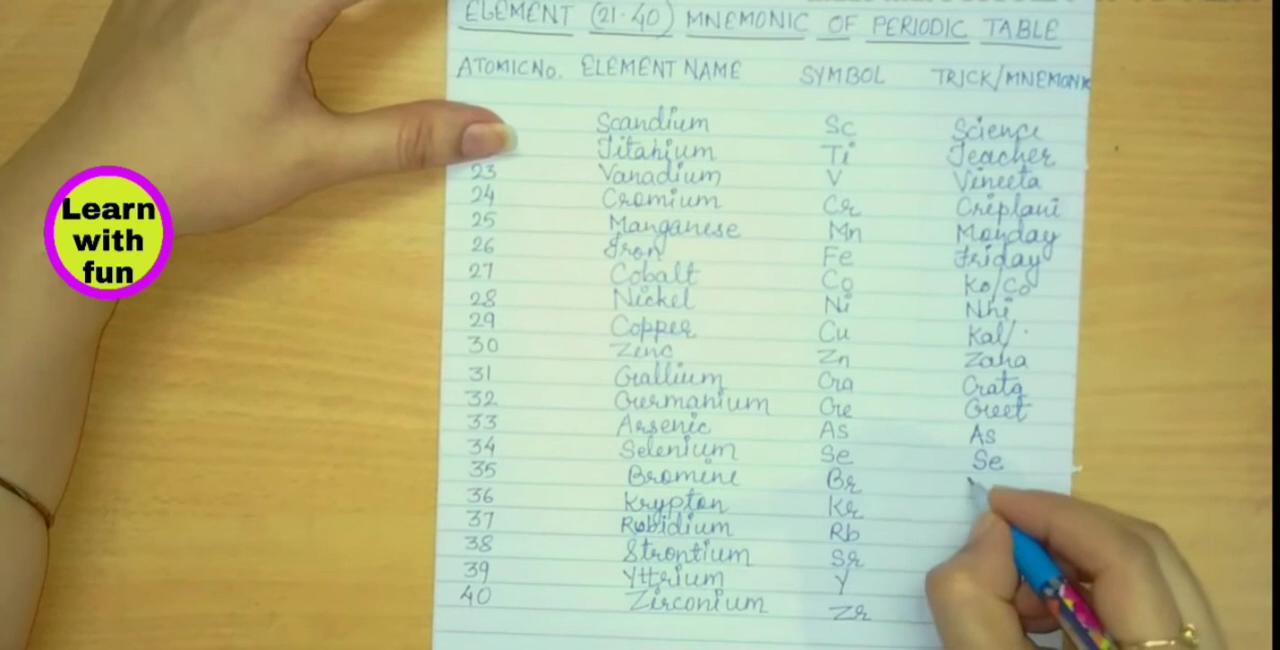 ELEMENT (21-40) MNEMONIC OF PERIODIC TABLE
ATOMIC NO. ELEMENT NAME SYMBOL TRICK/MNEMONIC
Scandium Sc Science
Titanium Ti Teacher
23 Vanadium V Vineeta
24 Cromium Cr Criplani
25 Manganese Mn Monday
26 Iron Fe Friday
27 Cobalt Co Ko/Co
28 Nickel Ni Nhi
29 Copper Cu Kal/
30 Zinc Zn Zana
31 Gallium Ga Gata
32 Germanium Ge Geet
33 Arsenic As As
34 Selenium Se Se
35 Bromine Br
36 Krypton Kr
37 Rubidium Rb
38 Strontium Sr
39 Yttrium Y
40 Zirconium Zr
Learn
with
fun